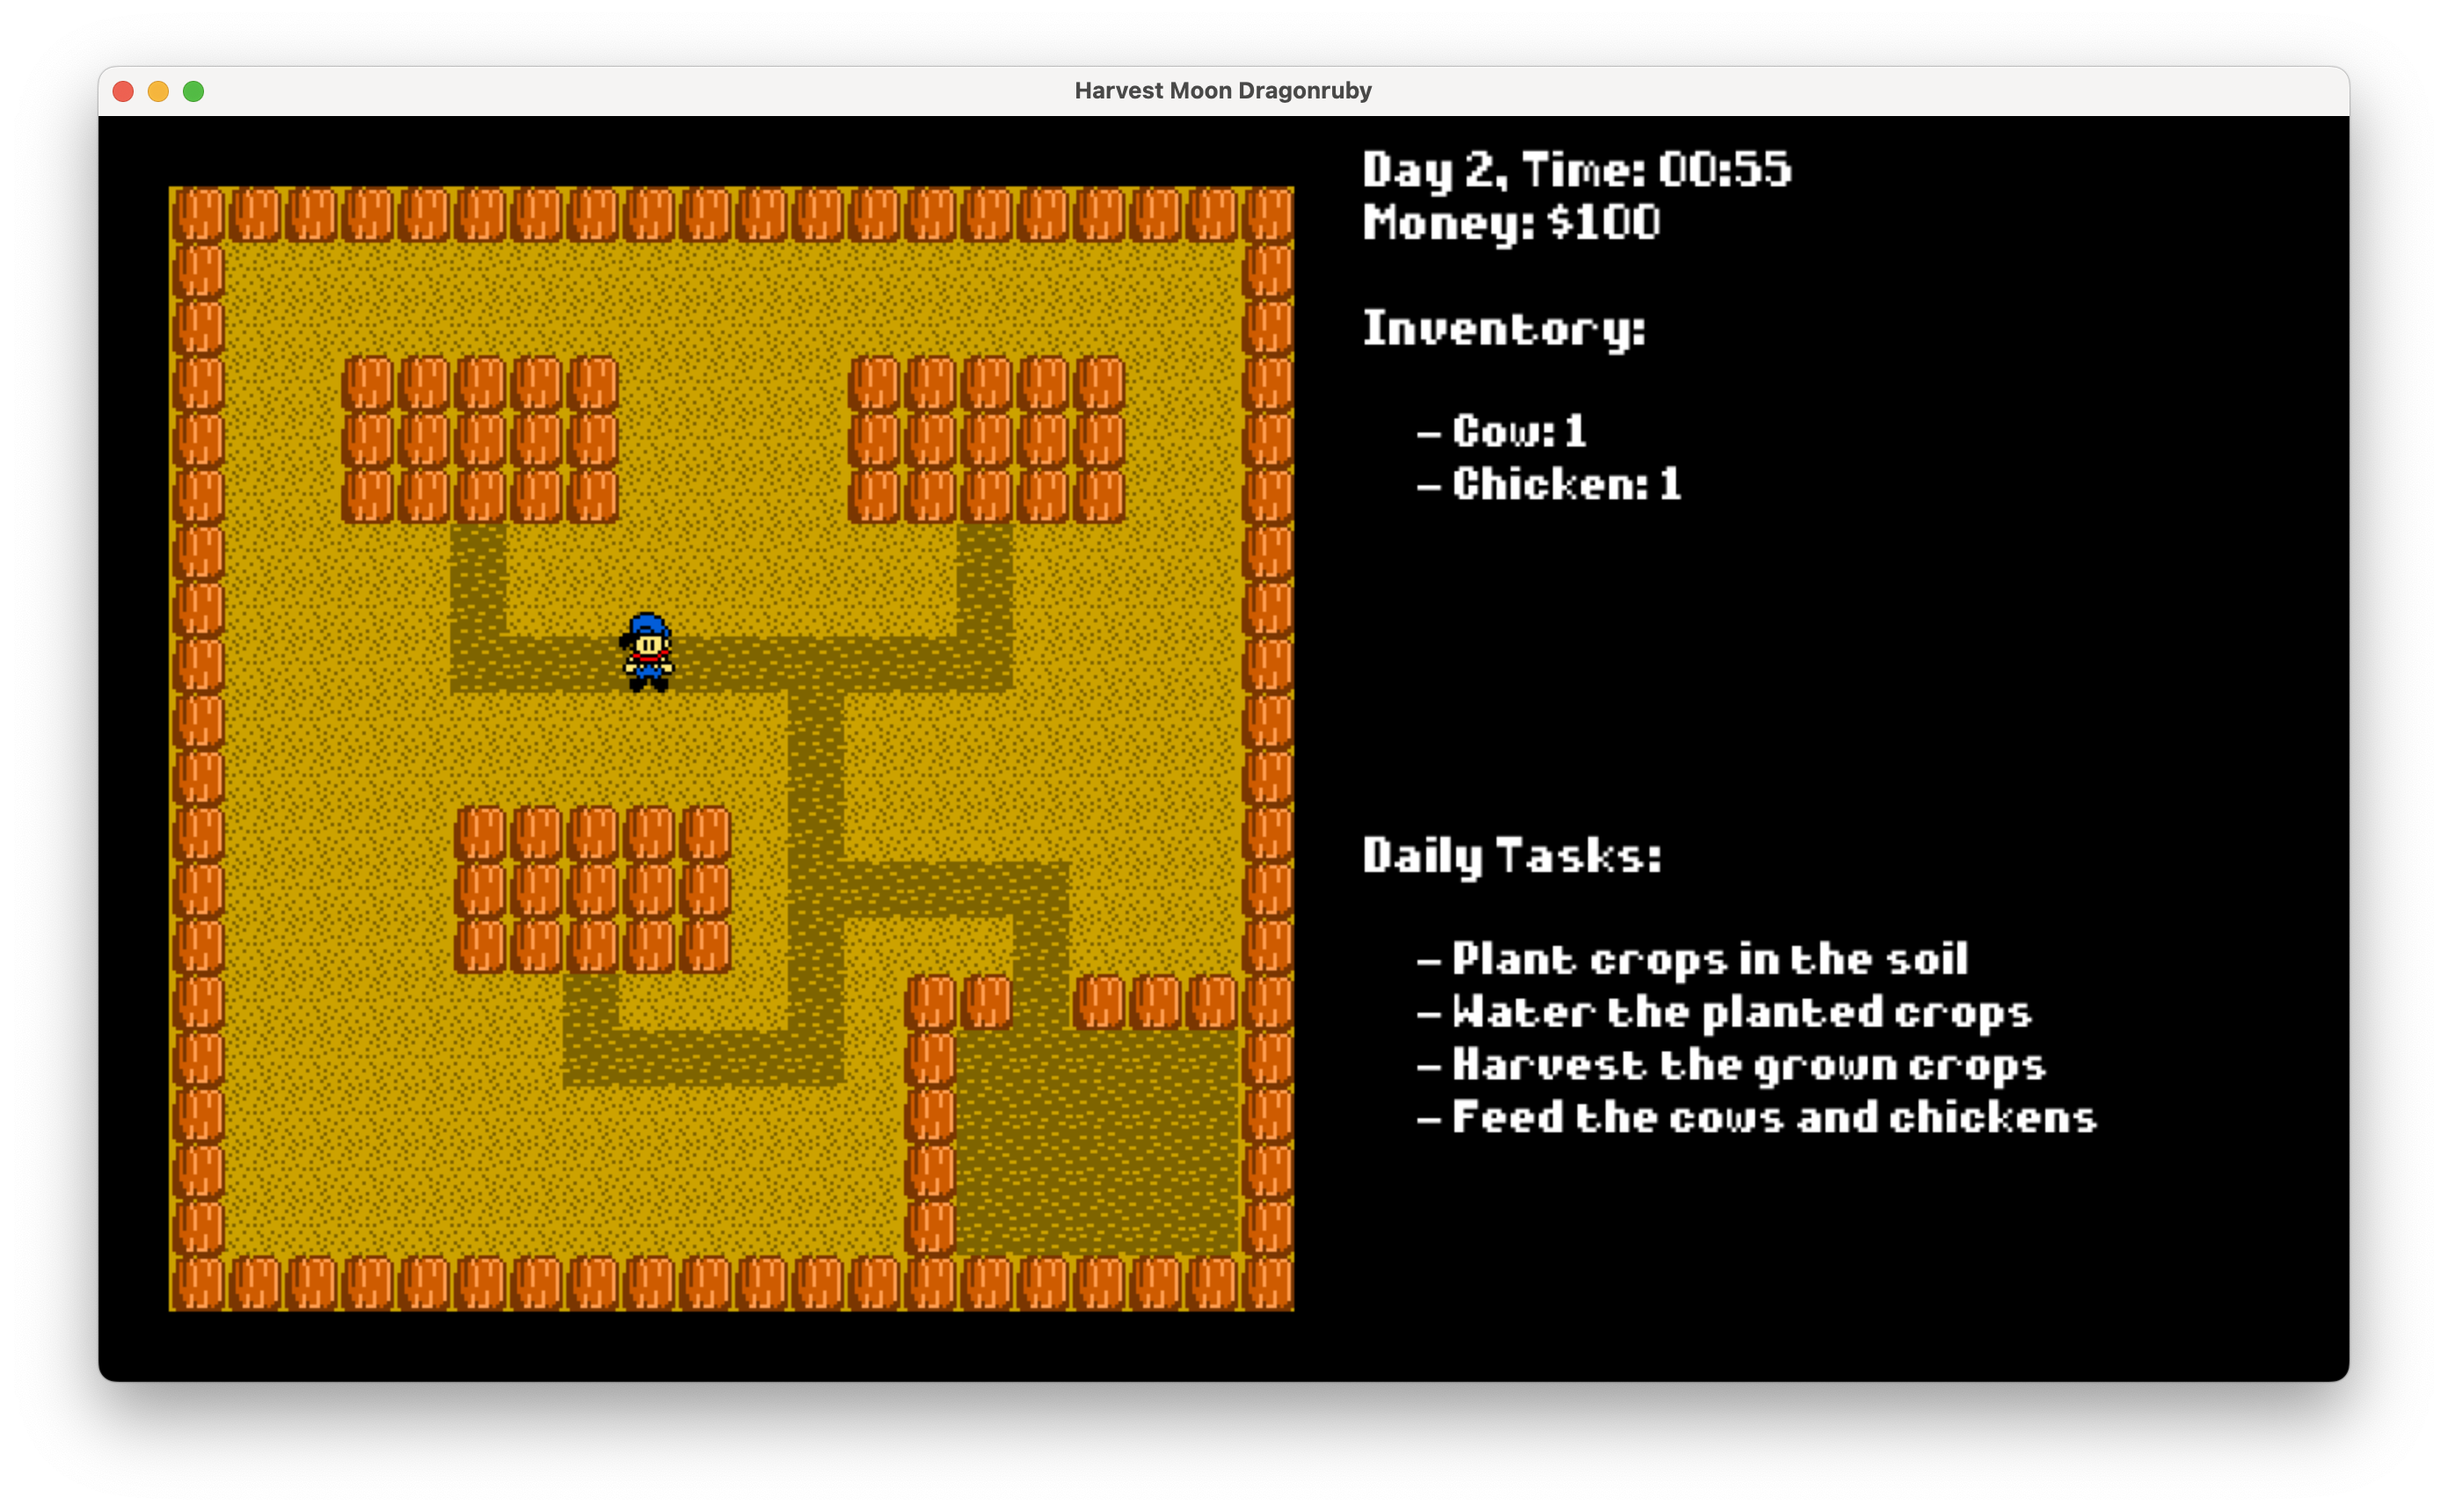 Harvest Moon Dragonruby
Day 2, Time: 00:55
Money: $100
Inventory:
– Cow: 1
– Chicken: 1
Daily Tasks:
– Plant crops in the soil
– Water the planted crops
– Harvest the grown crops
– Feed the cows and chickens